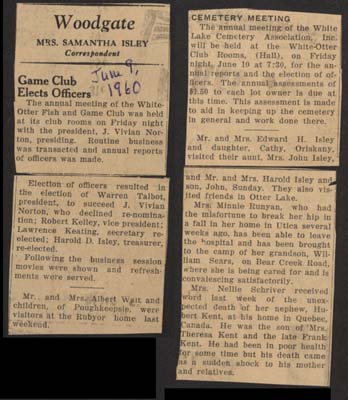 Woodgate
MRS. SAMANTHA ISLEY
Correspondent
June 9,
1960
Game Club
Elects Officers
The annual meeting of the White-
Otter Fish and Game Club was held
at its club rooms on Friday night
with the president, J. Vivian Nor-
ton, presiding. Routine business
was transacted and annual reports
of officers was made.
Election of officers resulted in
the election of Warren Talbot,
president, to succeed J. Vivian
Norton, who declined re-nomina-
tion; Robert Kelley, vice president;
Lawrence Keating, secretary re-
elected; Harold D. Isley, treasurer,
re-elected.
Following the business session
movies were shown and refresh-
ments were served.
Mr. and Mrs. Albert Wait and
children, of Poughkeepsie, were
visitors at the Rubyor home last
weekend.
CEMETERY MEETING
The annual meeting of the White
Lake Cemetery Association, Inc.
will be held at the White-Otter
Club Rooms, (Hall), on Friday
night, June 10 at 7:30, for the an-
nual reports and the election of of-
ficers. The annual assessments of
$2.50 to each lot owner is due at
this time. This assessment is made
to aid in keeping up the cemetery
in general and work done there.
Mr. and Mrs. Edward H. Isley
and daughter, Cathy, Oriskany,
visited their aunt, Mrs. John Isley,
and Mr. and Mrs. Harold Isley and
son, John, Sunday. They also vis-
ited friends in Otter Lake.
Mrs. Minnie Runyan, who had
the misfortune to break her hip in
a fall in her home in Utica several
weeks ago, has been able to leave
the hospital and has been brought
to the camp of her grandson, Wil-
liam Sears, on Bear Creek Road,
where she is being cared for and is
convalescing satisfactorily.
Mrs. Nellie Schriver received
word last week of the unex-
pected death of her nephew, Hu-
bert Kent, at his home in Quebec,
Canada. He was the son of Mrs.
Theresa Kent and the late Frank
Kent. He had been in poor health
for some time but his death came
as a sudden shock to his mother
and relatives.